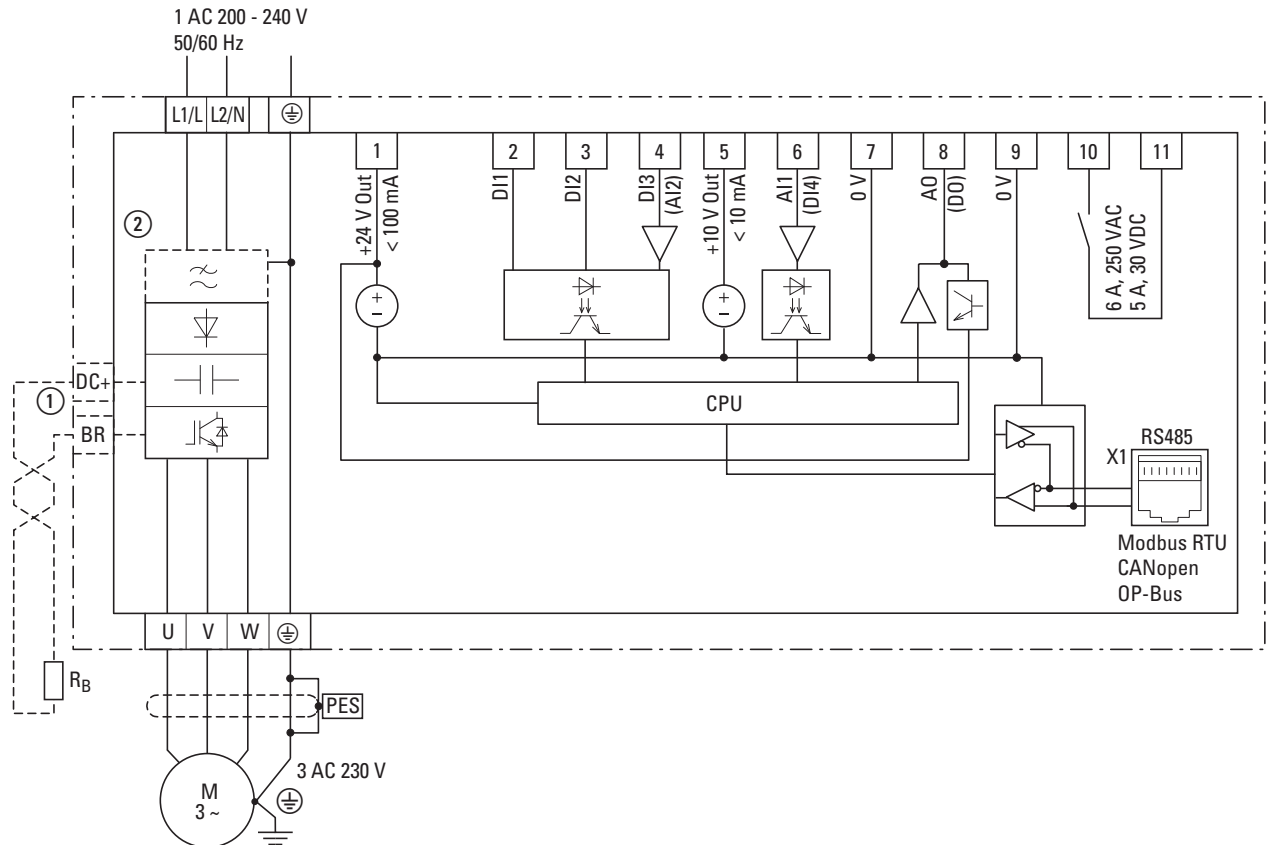 1 AC 200 - 240 V
50/60 Hz
L1/L
L2/N
1
2
3
4
5
6
7
8
9
10
11
+24 V Out
< 100 mA
DI1
DI2
DI3
(AI2)
+10 V Out
< 10 mA
AI1
(DI4)
0 V
AO
(DO)
0 V
6 A, 250 VAC
5 A, 30 VDC
②
+
−
+
−
DC+
①
BR
CPU
RS485
X1
Modbus RTU
CANopen
OP-Bus
U
V
W
RB
PES
3 AC 230 V
M
3 ~